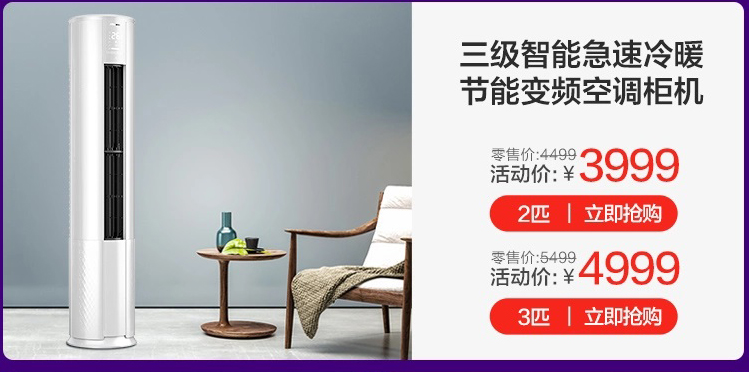 三级智能急速冷暖
节能变频空调柜机
零售价:4499
活动价:￥3999
2匹 | 立即抢购
零售价:5499
活动价:￥4999
3匹 | 立即抢购